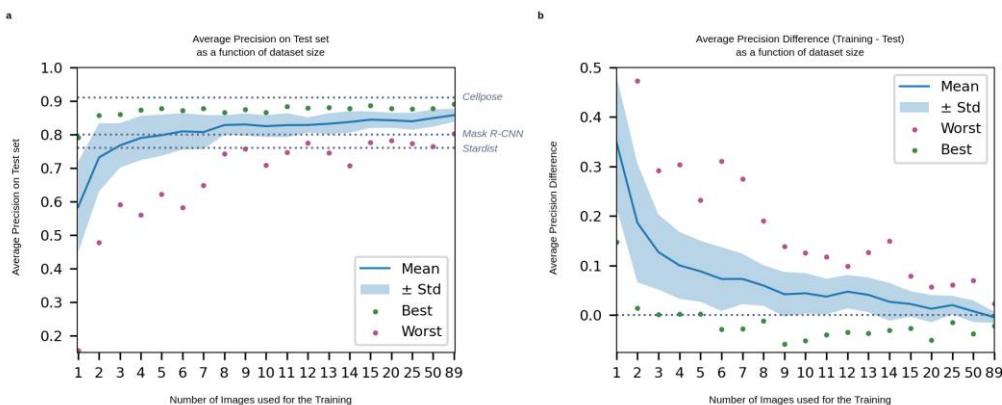 a
Average Precision on Test set
as a function of dataset size
Average Precision on Test set
1.0
0.9
0.8
0.7
0.6
0.5
0.4
0.3
0.2
Cellpose
Mask R-CNN
Stardist
Mean
± Std
Best
Worst
1 2 3 4 5 6 7 8 9 10 11 12 13 14 15 20 25 50 89
Number of Images used for the Training
b
Average Precision Difference (Training - Test)
as a function of dataset size
Average Precision Difference
0.5
0.4
0.3
0.2
0.1
0.0
Mean
± Std
Worst
Best
1 2 3 4 5 6 7 8 9 10 11 12 13 14 15 20 25 50 89
Number of Images used for the Training